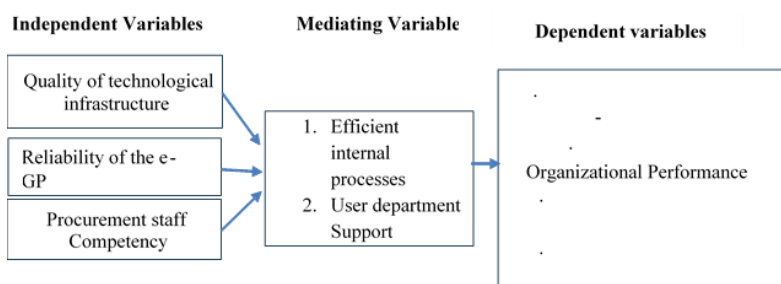 Independent Variables
Mediating Variable
Dependent variables
Quality of technological
infrastructure
Reliability of the e-
GP
Procurement staff
Competency
1. Efficient
internal
processes
2. User department
Support
Organizational Performance